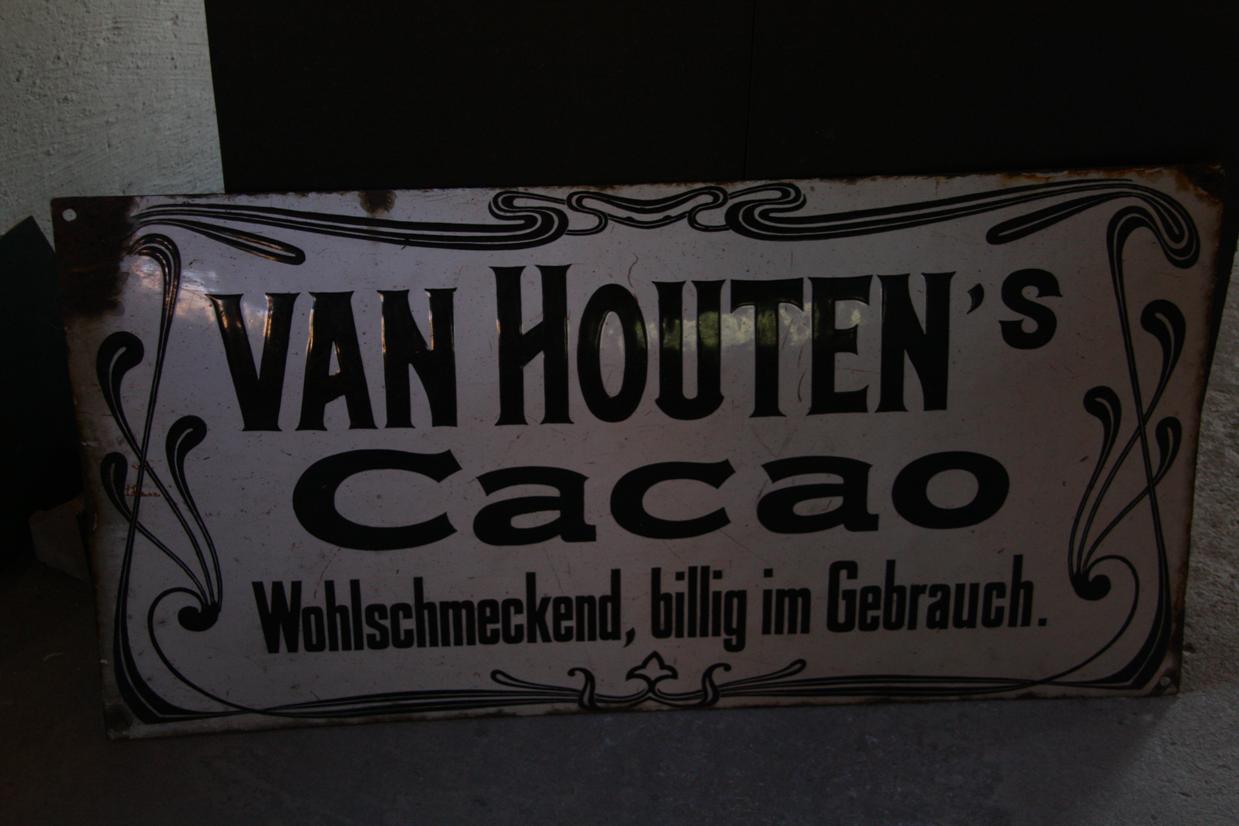 VAN HOUTEN'S
Cacao
Wohlschmeckend, billig im Gebrauch.